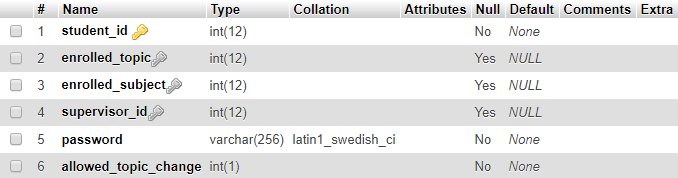 # Name Type Collation Attributes Null Default Comments Extra
1 student_id int(12) No None
2 enrolled_topic int(12) Yes NULL
3 enrolled_subject int(12) Yes NULL
4 supervisor_id int(12) Yes NULL
5 password varchar(256) latin1_swedish_ci No None
6 allowed_topic_change int(1) No None